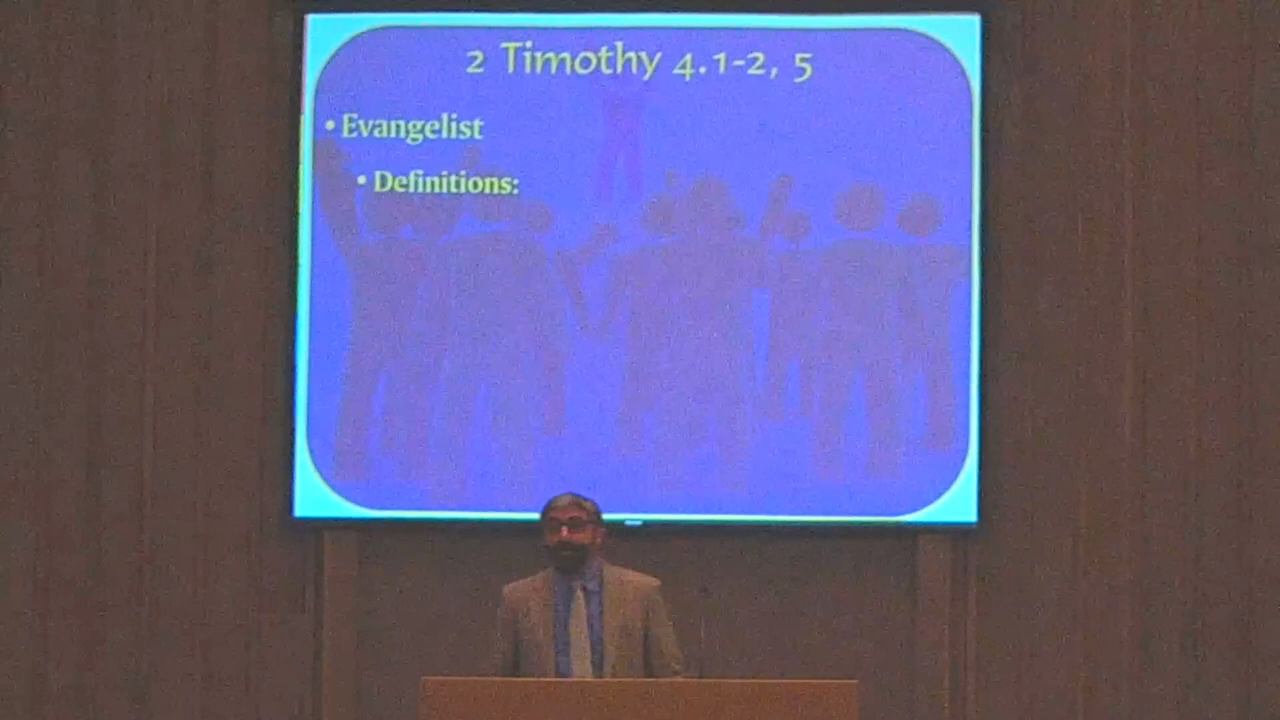 2 Timothy 4.1-2, 5
• Evangelist
• Definitions: